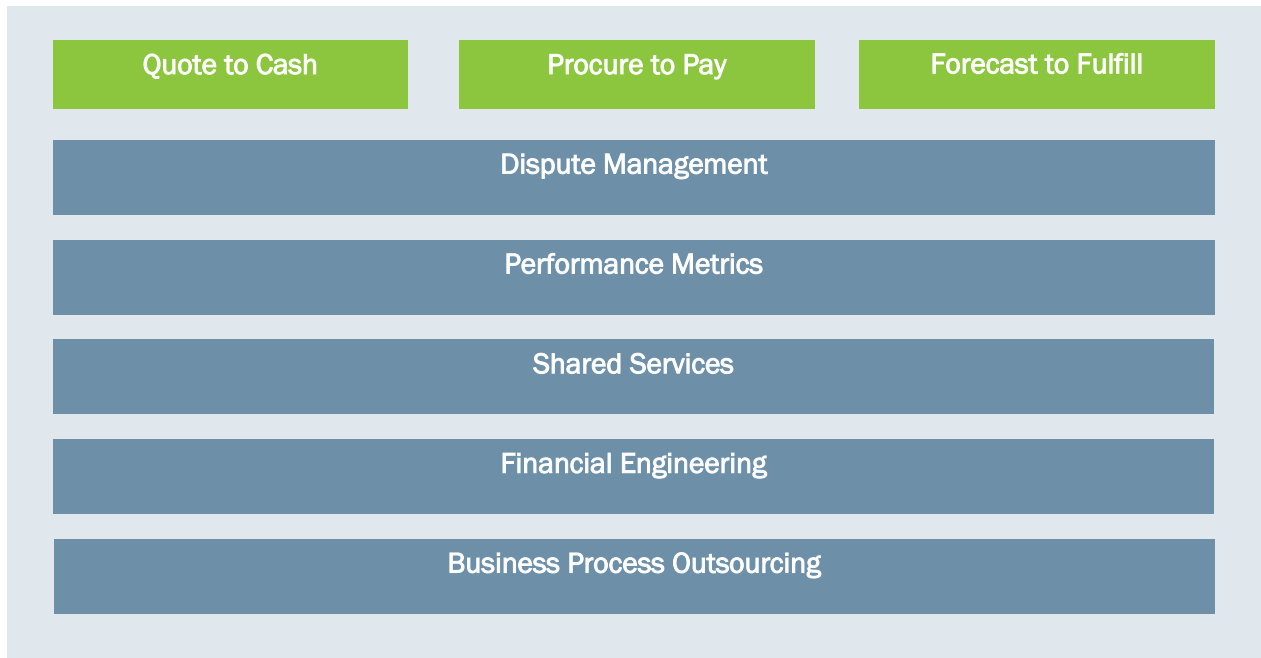 Quote to Cash
Procure to Pay
Forecast to Fulfill
Dispute Management
Performance Metrics
Shared Services
Financial Engineering
Business Process Outsourcing